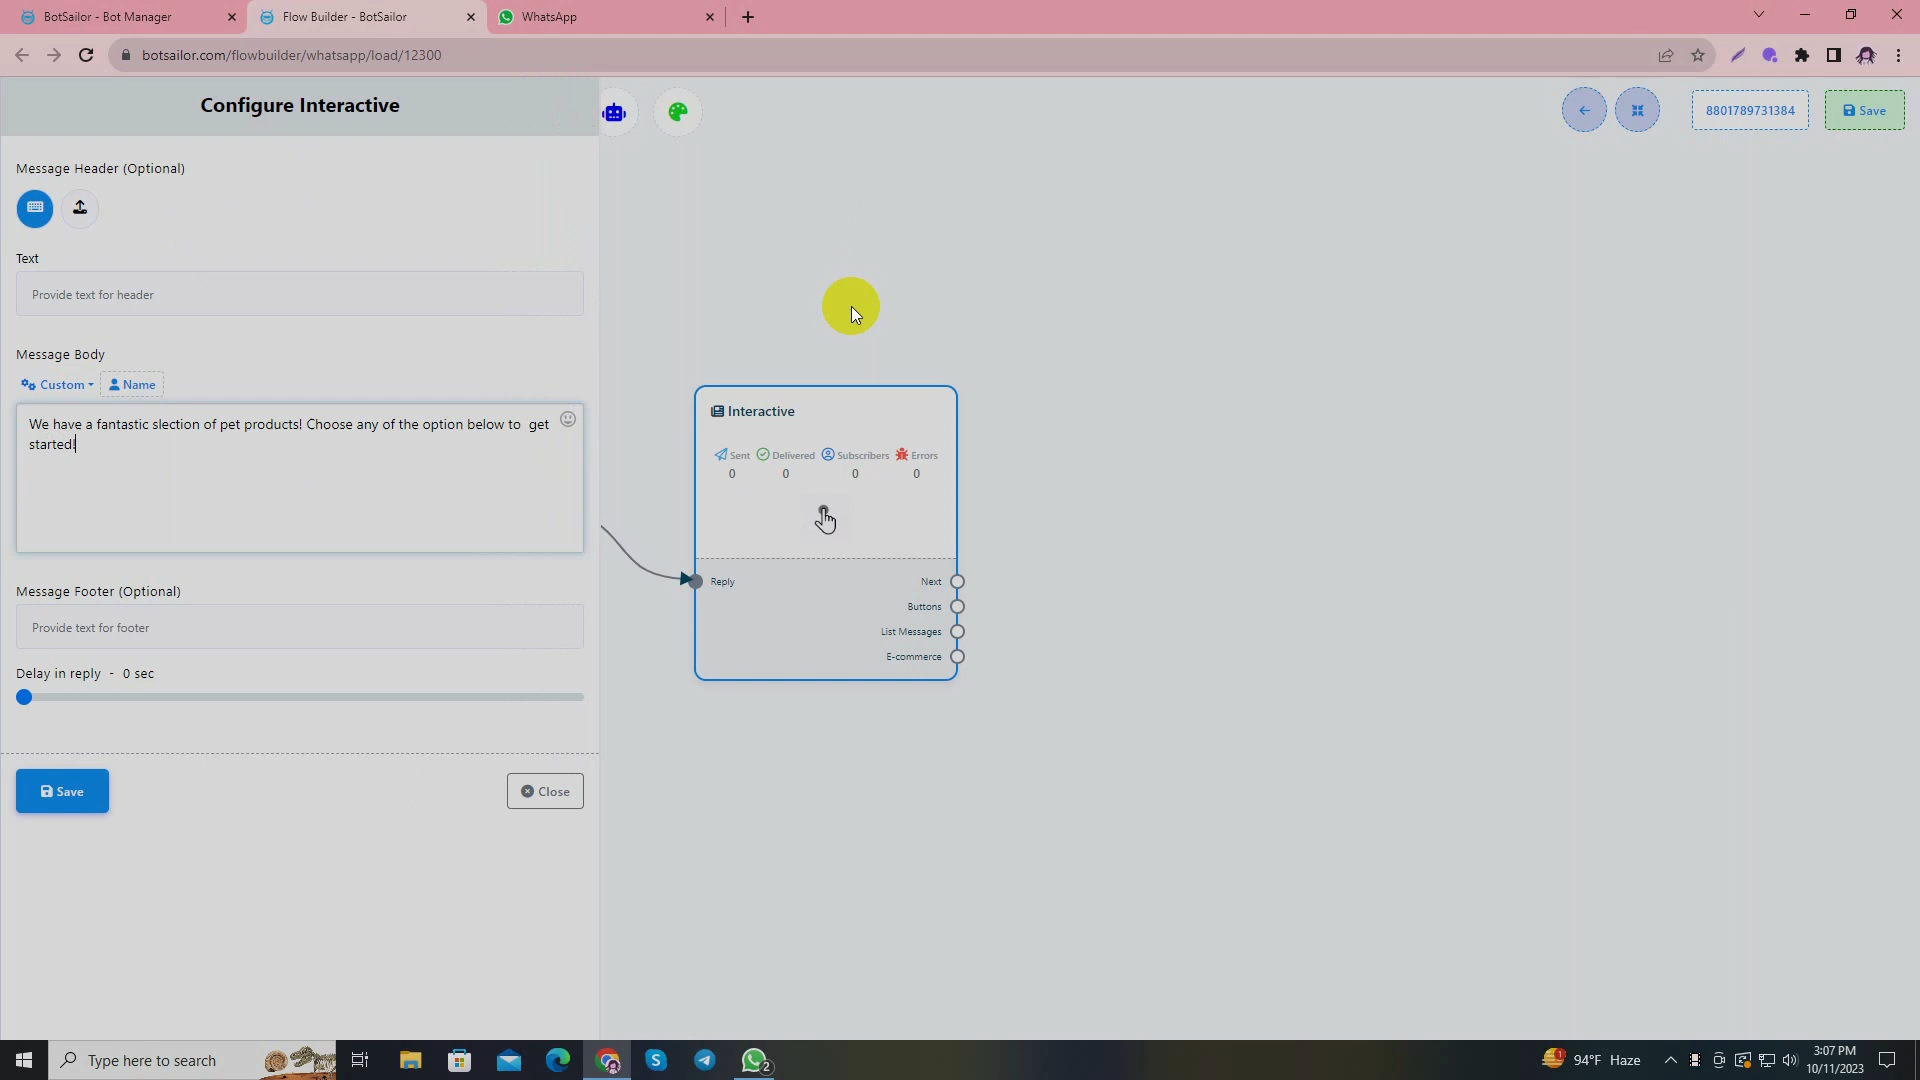 BotSailor - Bot Manager
Flow Builder - BotSailor
WhatsApp
botsailor.com/flowbuilder/whatsapp/load/12300
Configure Interactive
8801789731384
Save
Message Header (Optional)
Text
Provide text for header
Message Body
Custom
Name
We have a fantastic slection of pet products! Choose any of the option below to  get
started!
Message Footer (Optional)
Provide text for footer
Delay in reply  -  0 sec
Save
Close
Interactive
Sent Delivered Subscribers Errors
0 0 0 0
Reply Next
Buttons
List Messages
E-commerce
Type here to search
2
94°F Haze
3:07 PM
10/11/2023